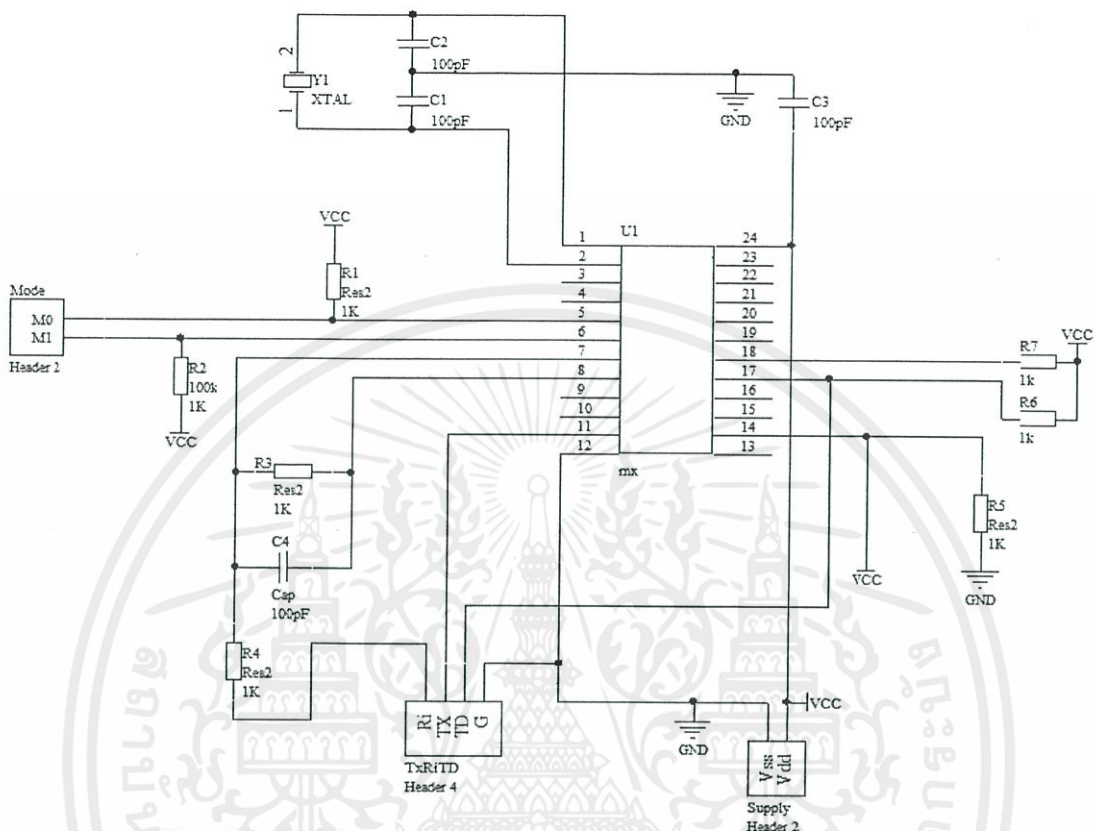 2
1
Y1
XTAL
C2
100pF
C1
100pF
GND
C3
100pF
VCC
R1
Res2
1K
Mode
M0
M1
Header 2
R2
100k
1K
VCC
U1
1
2
3
4
5
6
7
8
9
10
11
12
24
23
22
21
20
19
18
17
16
15
14
13
mx
VCC
R7
1k
R6
1k
R3
Res2
1K
C4
Cap
100pF
R4
Res2
1K
VCC
R5
Res2
1K
GND
Ri
TX
TD
G
TxRiTD
Header 4
GND
VCC
Vss
Vdd
Supply
Header 2